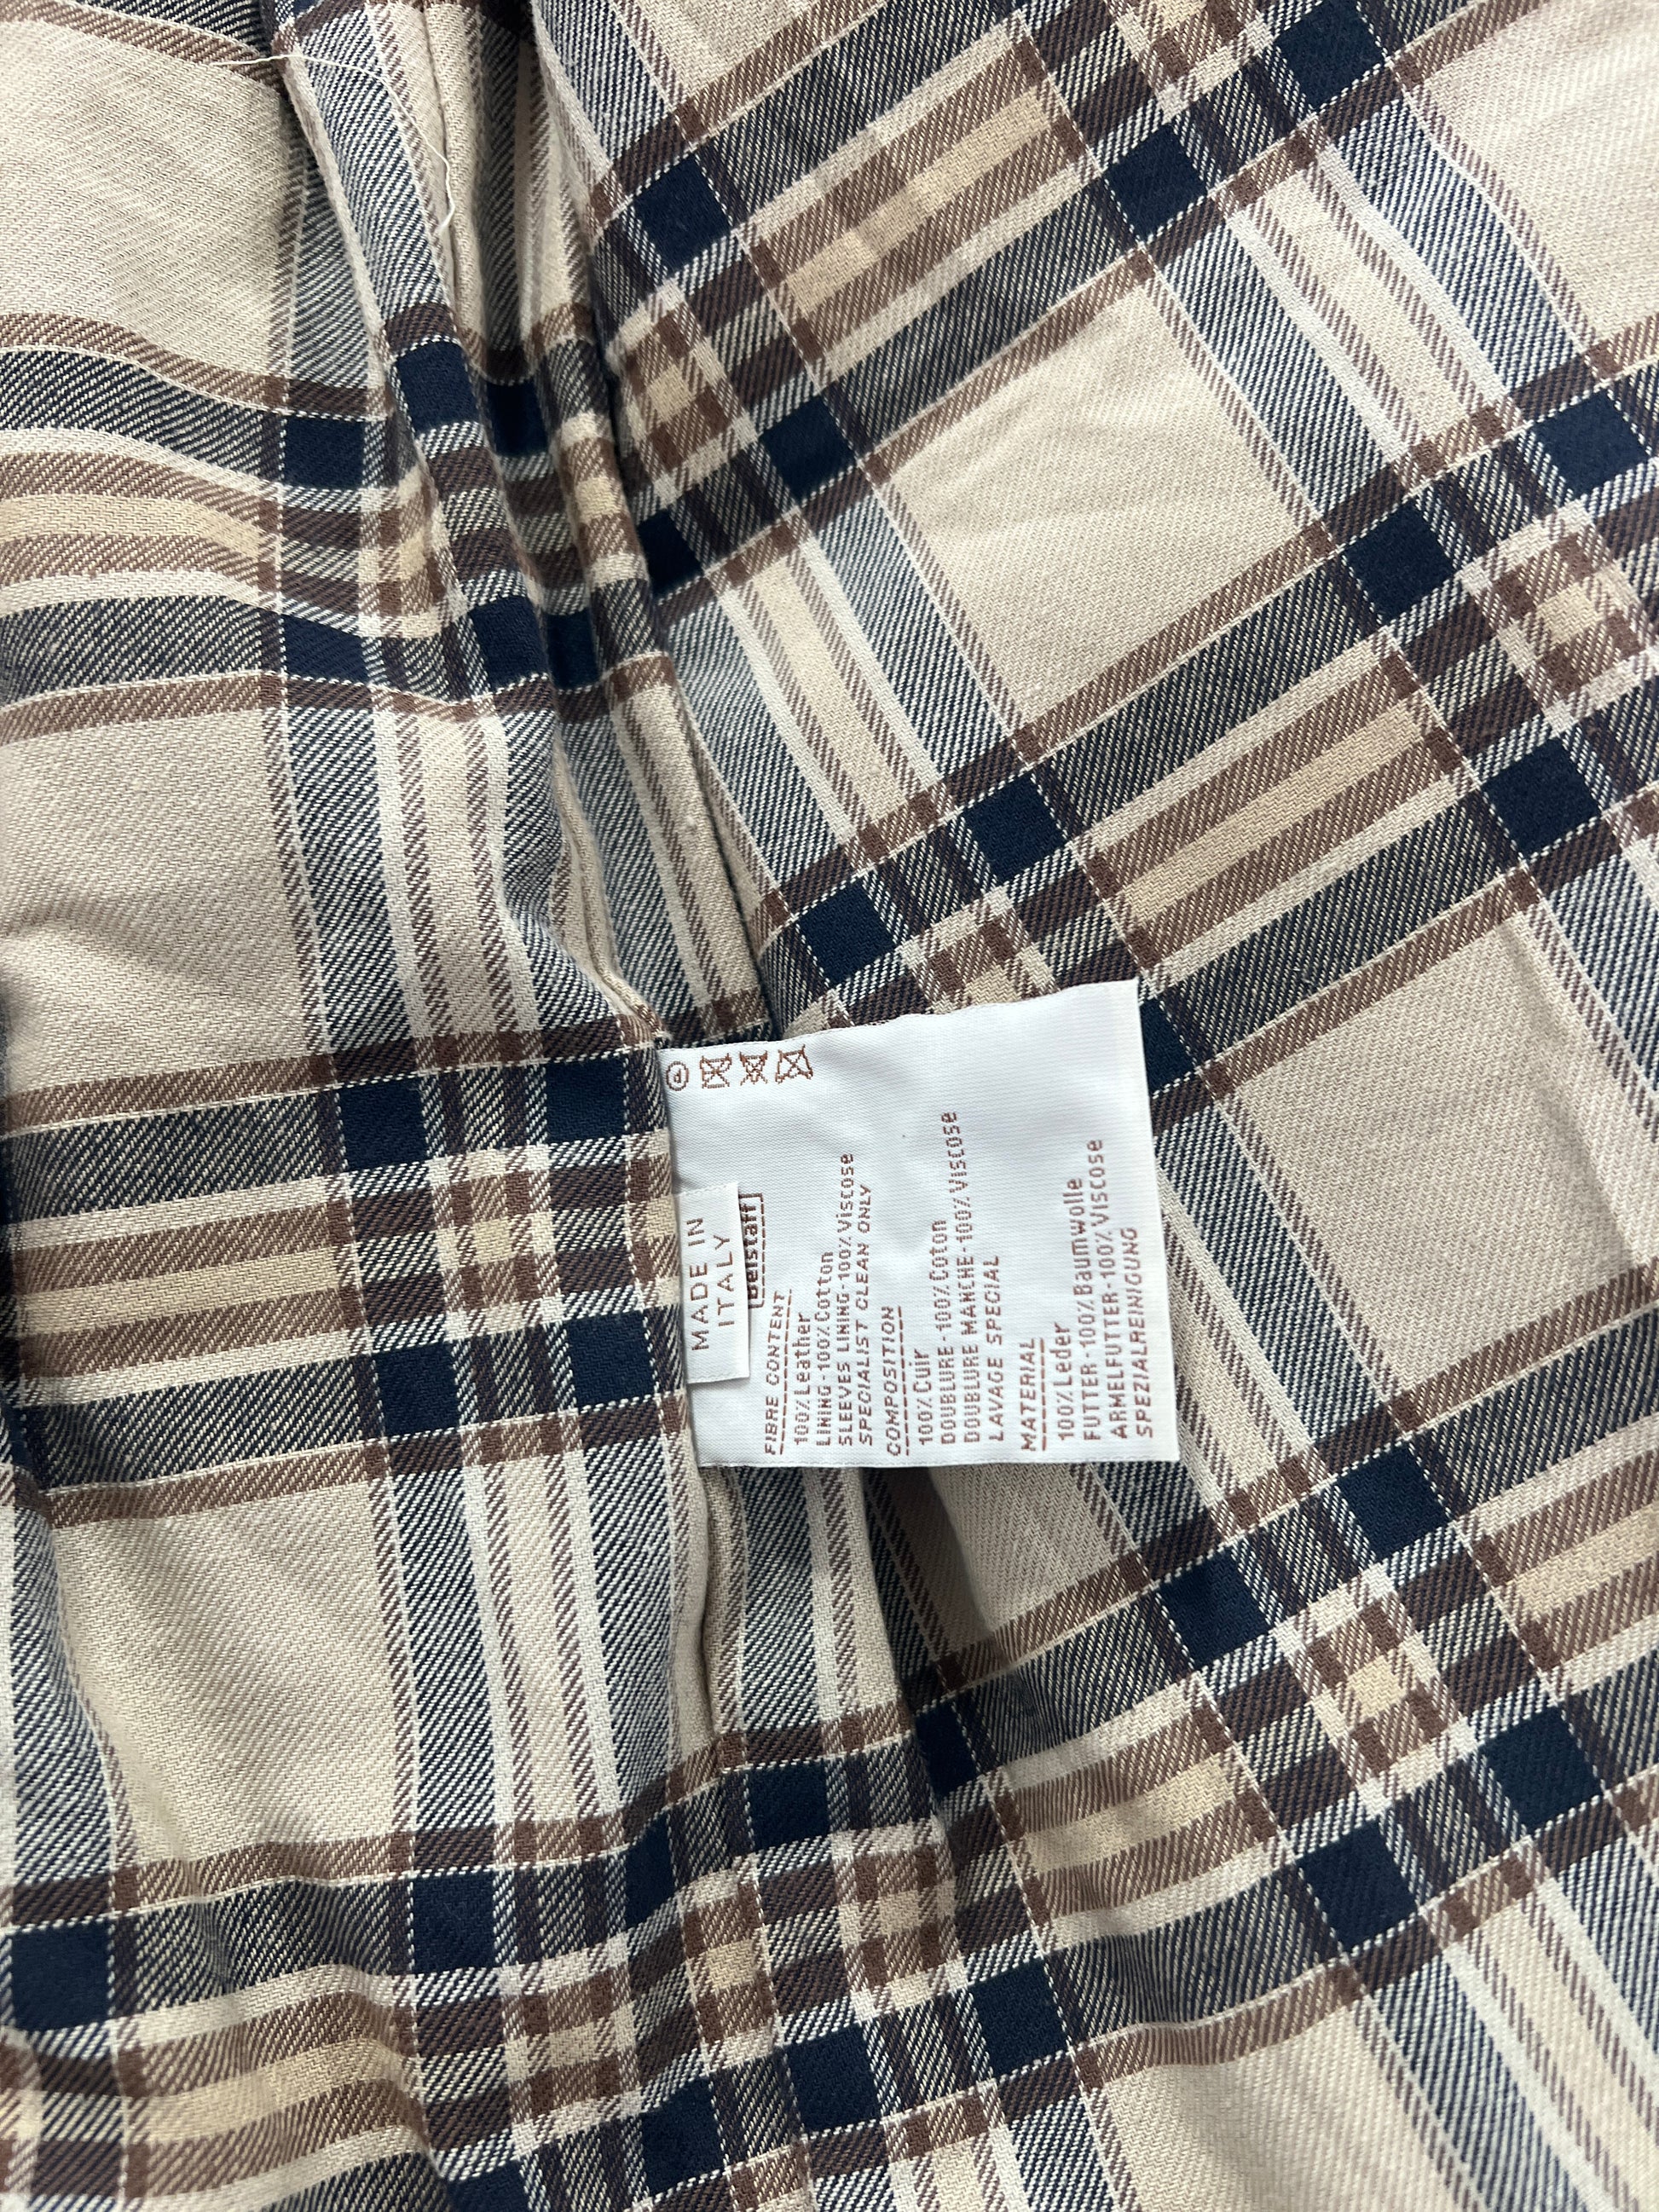 MADE IN
ITALY
Belstaff
FIBRE CONTENT
100% Leather
Lining-100% Cotton
SLEEVES LINING-100% Viscose
SPECIALIST CLEAN ONLY
COMPOSITION
100% Cuir
DOUBLURE-100% Coton
DOUBLURE MANCHE-100% Viscose
LAVAGE SPECIAL
MATERIAL
100% Leder
FUTTER-100% Baumwolle
ARMELFUTTER-100% VISCOSE
SPEZIALREINIGUNG